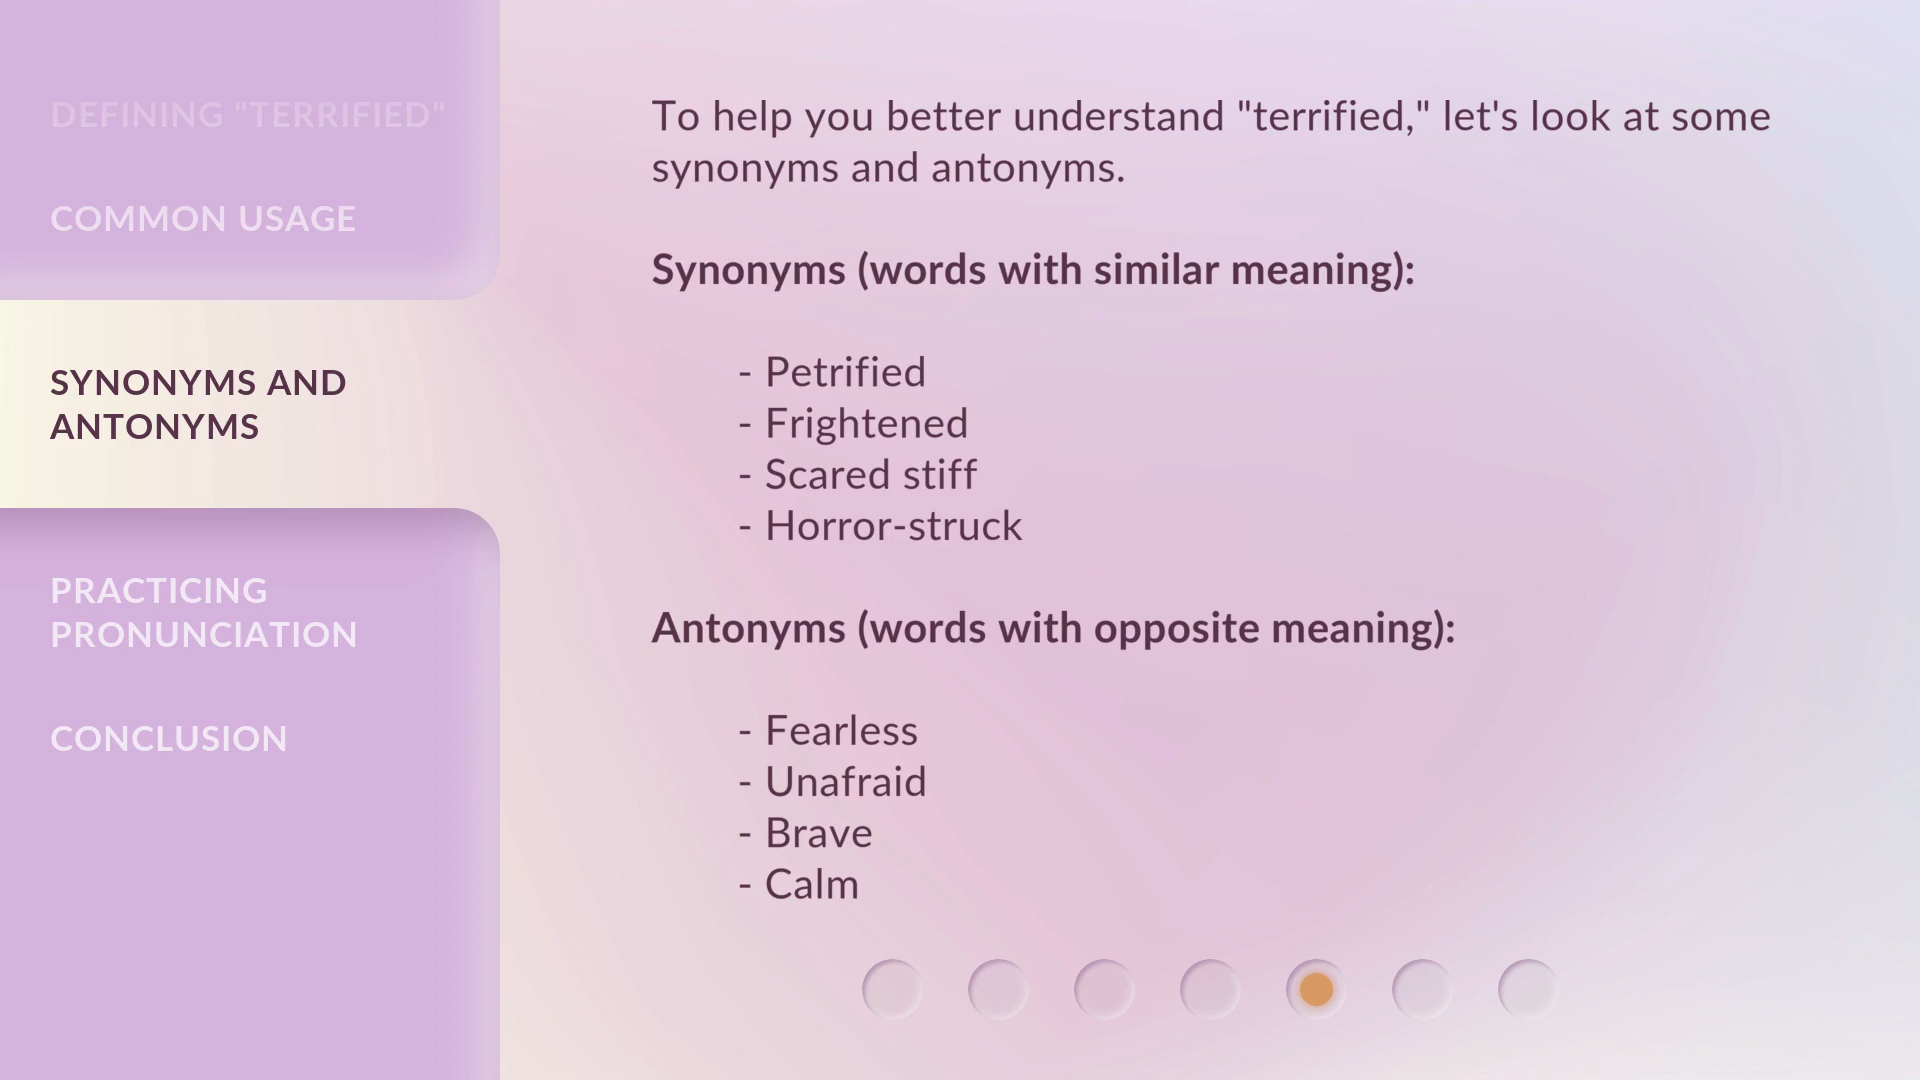 DEFINING "TERRIFIED"
COMMON USAGE
SYNONYMS AND
ANTONYMS
PRACTICING
PRONUNCIATION
CONCLUSION
To help you better understand "terrified," let's look at some
synonyms and antonyms.
Synonyms (words with similar meaning):
- Petrified
- Frightened
- Scared stiff
- Horror-struck
Antonyms (words with opposite meaning):
- Fearless
- Unafraid
- Brave
- Calm